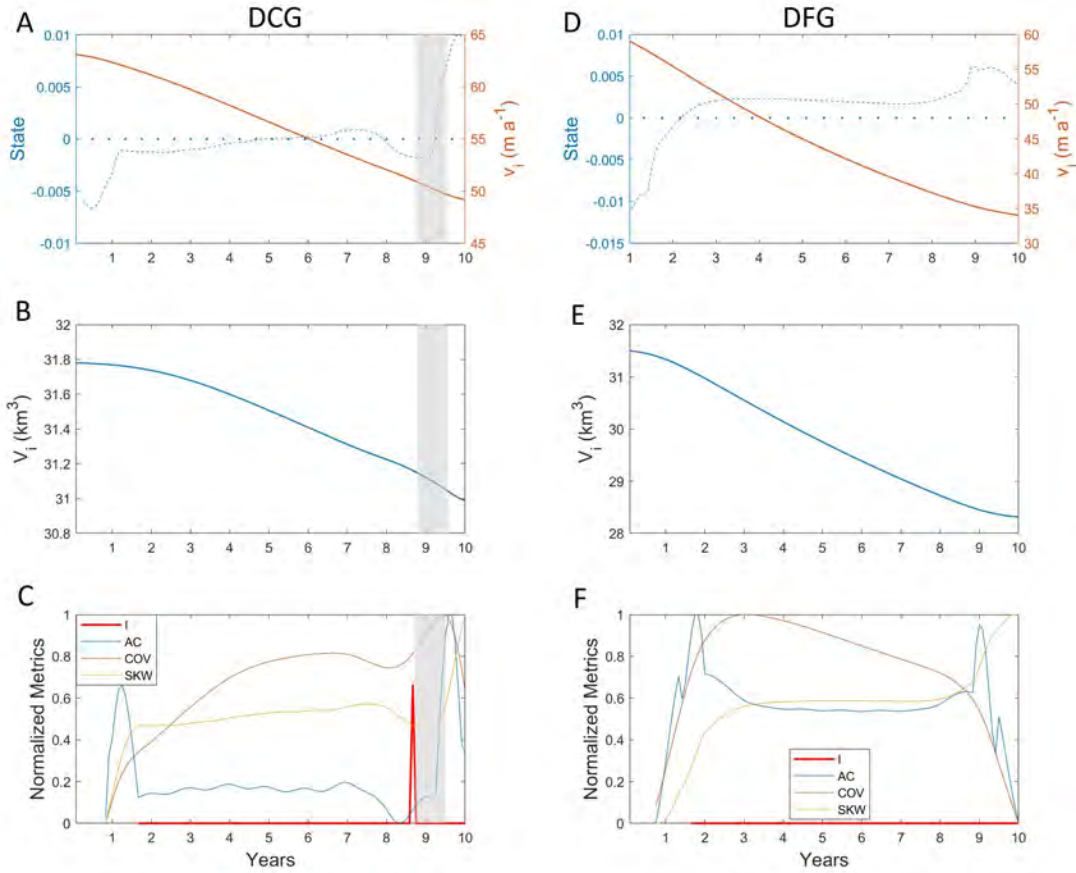 DCG
A
0.01
0.005
0
-0.005
-0.01
State
65
60
55
50
45
v_i (m a⁻¹)
1 2 3 4 5 6 7 8 9 10
DFG
D
0.01
0.005
0
-0.005
-0.01
-0.015
State
60
55
50
45
40
35
30
v_i (m a⁻¹)
1 2 3 4 5 6 7 8 9 10
B
32
31.8
31.6
31.4
31.2
31
30.8
V_i (km³)
1 2 3 4 5 6 7 8 9 10
E
32
31
30
29
28
V_i (km³)
1 2 3 4 5 6 7 8 9 10
C
1
0.8
0.6
0.4
0.2
0
Normalized Metrics
I
AC
COV
SKW
1 2 3 4 5 6 7 8 9 10
Years
F
1
0.8
0.6
0.4
0.2
0
Normalized Metrics
I
AC
COV
SKW
1 2 3 4 5 6 7 8 9 10
Years